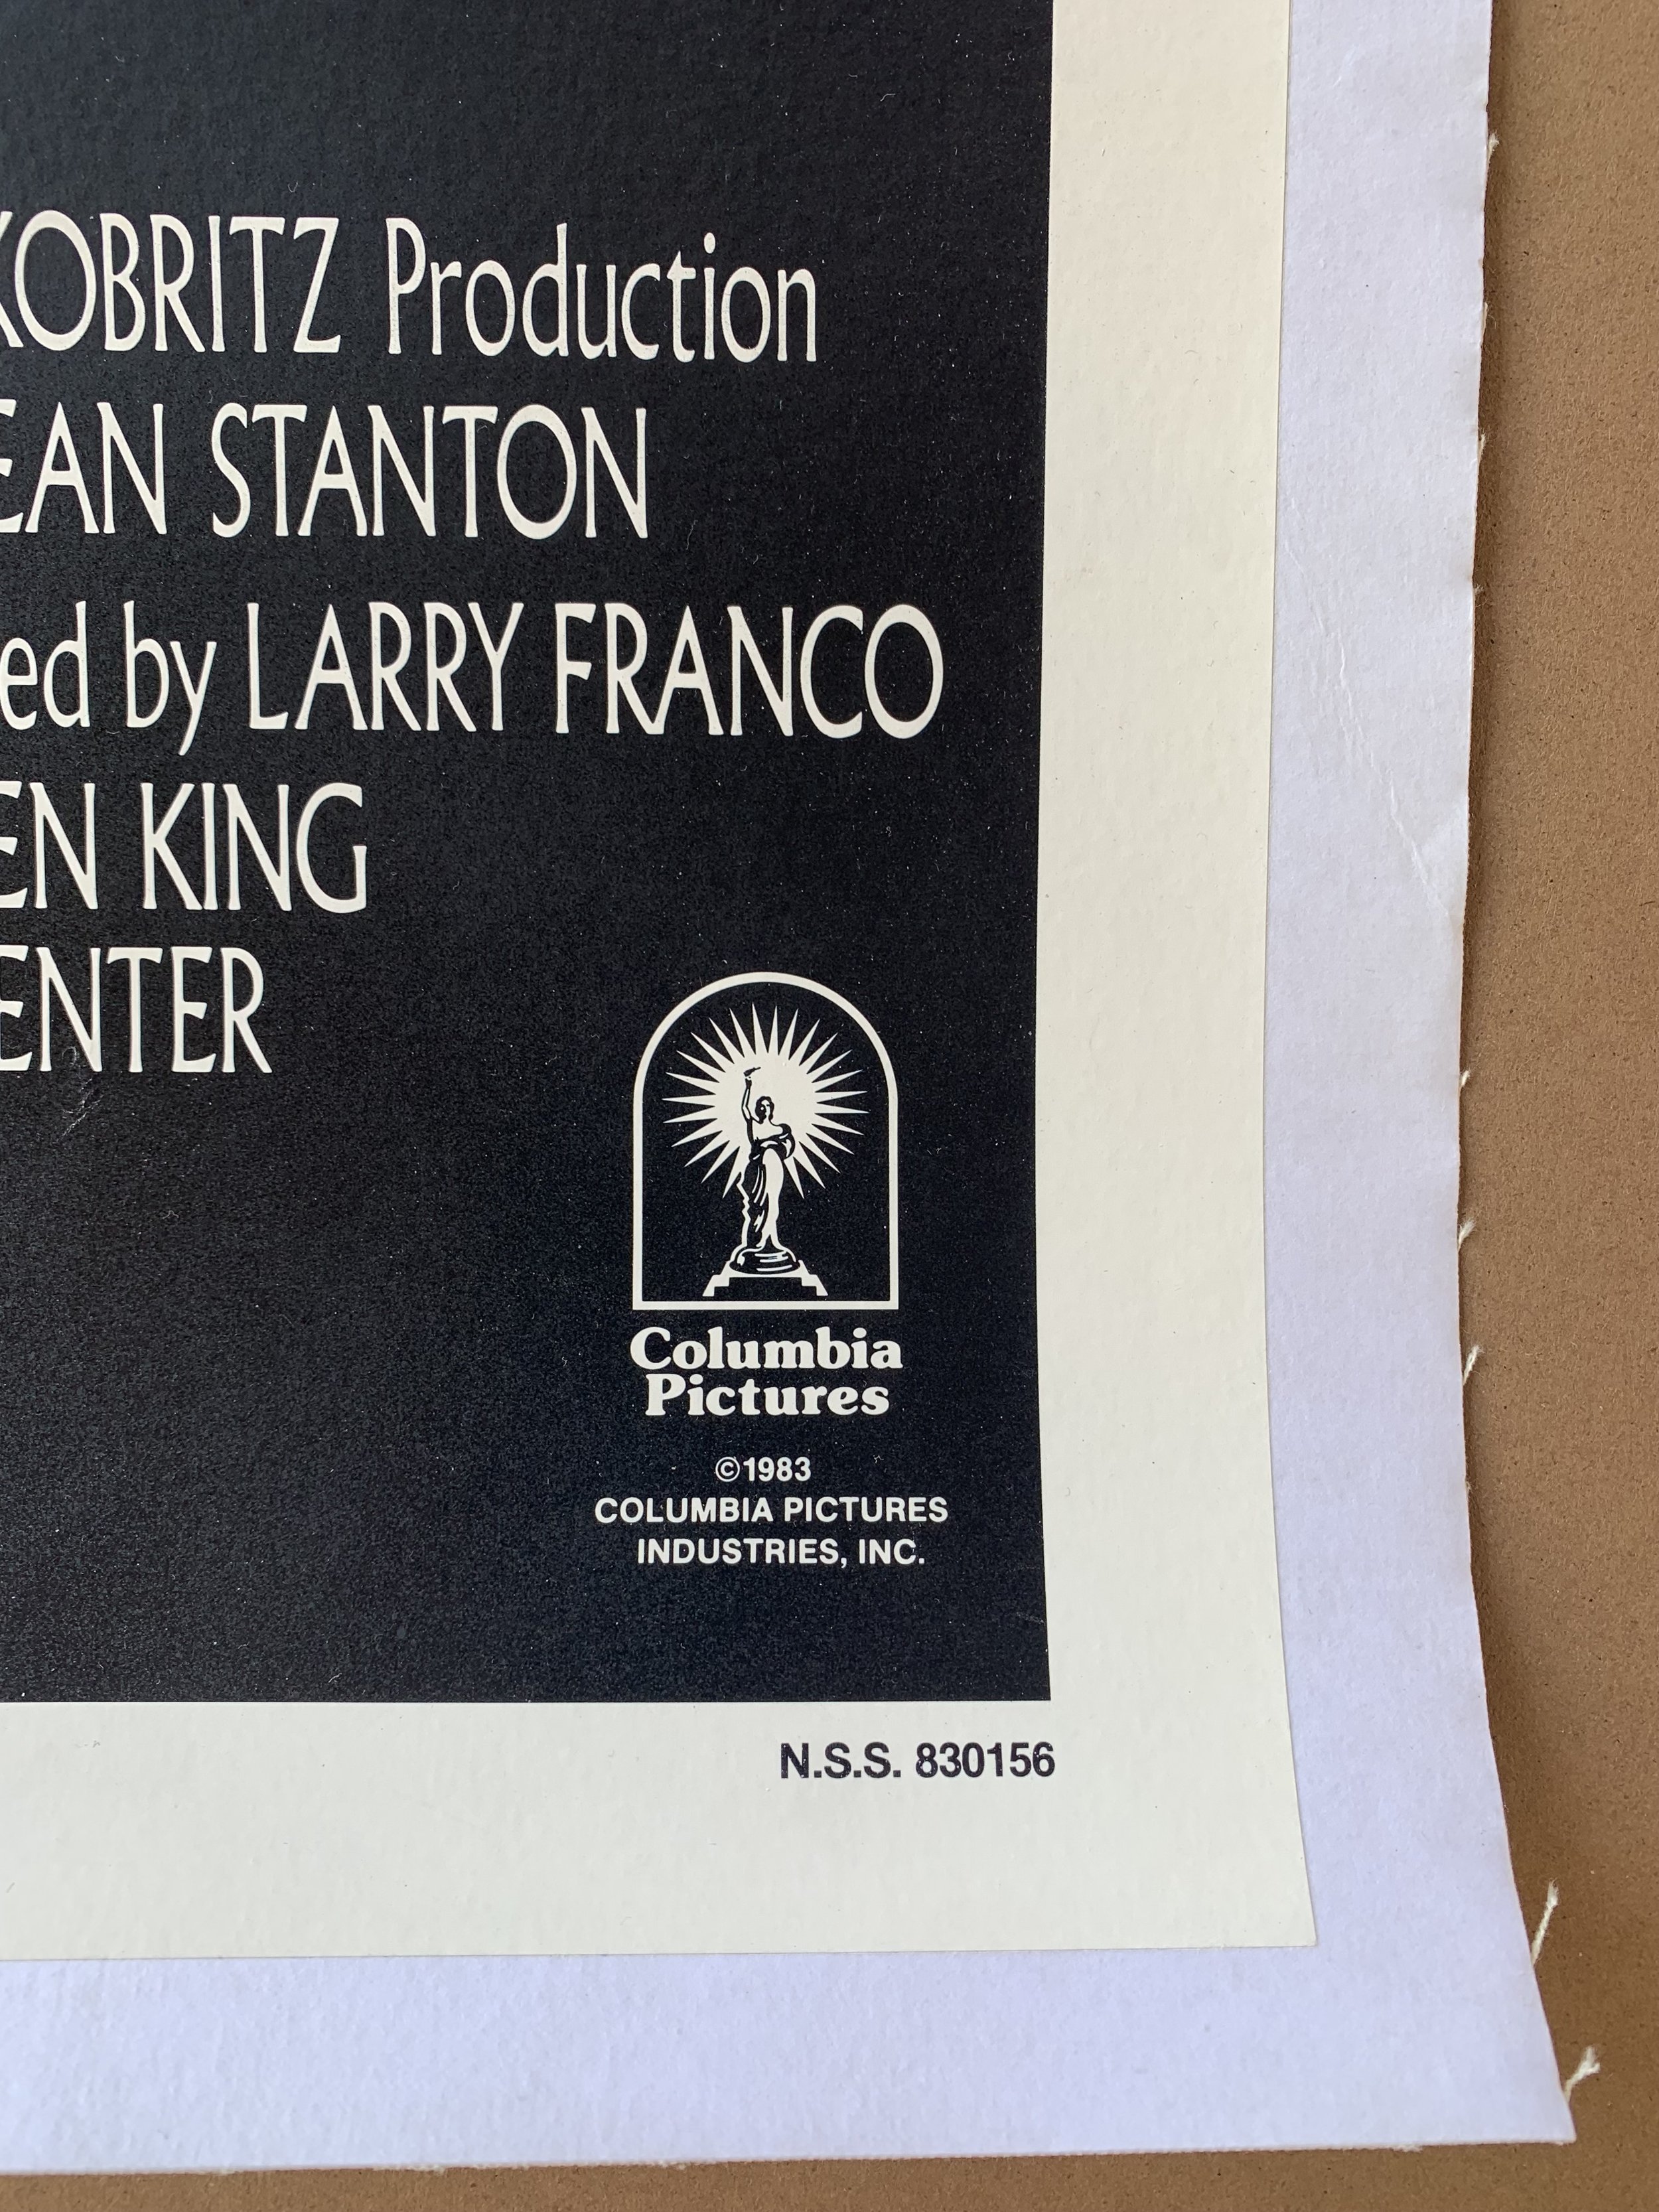 KOBRITZ Production
EAN STANTON
ed by LARRY FRANCO
EN KING
ENTER
Columbia
Pictures
©1983
COLUMBIA PICTURES
INDUSTRIES, INC.
N.S.S. 830156